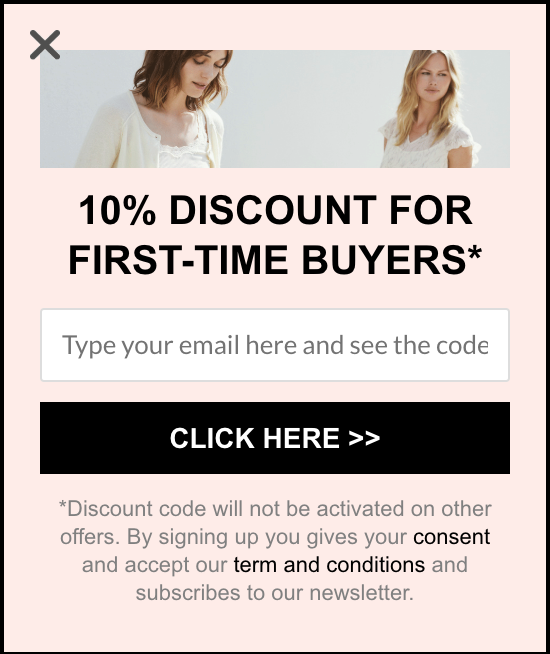 10% DISCOUNT FOR
FIRST-TIME BUYERS*
Type your email here and see the code
CLICK HERE >>
*Discount code will not be activated on other
offers. By signing up you gives your consent
and accept our term and conditions and
subscribes to our newsletter.